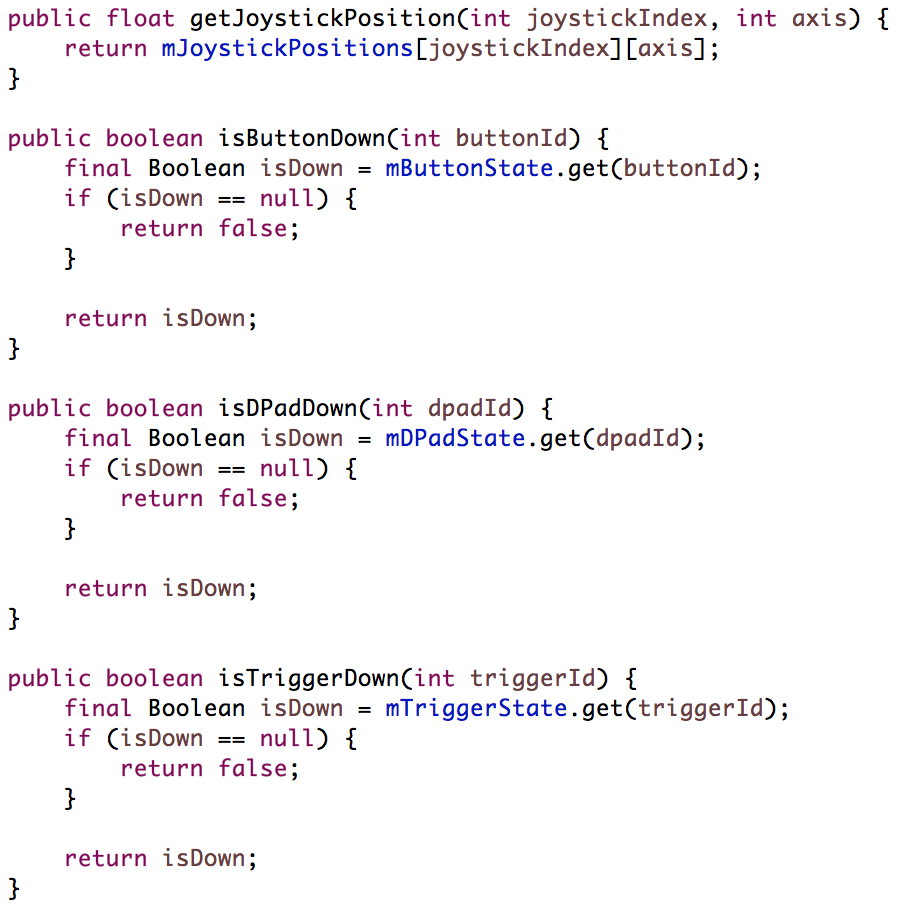 public float getJoystickPosition(int joystickIndex, int axis) {
    return mJoystickPositions[joystickIndex][axis];
}

public boolean isButtonDown(int buttonId) {
    final Boolean isDown = mButtonState.get(buttonId);
    if (isDown == null) {
        return false;
    }

    return isDown;
}

public boolean isDPadDown(int dpadId) {
    final Boolean isDown = mDPadState.get(dpadId);
    if (isDown == null) {
        return false;
    }

    return isDown;
}

public boolean isTriggerDown(int triggerId) {
    final Boolean isDown = mTriggerState.get(triggerId);
    if (isDown == null) {
        return false;
    }

    return isDown;
}